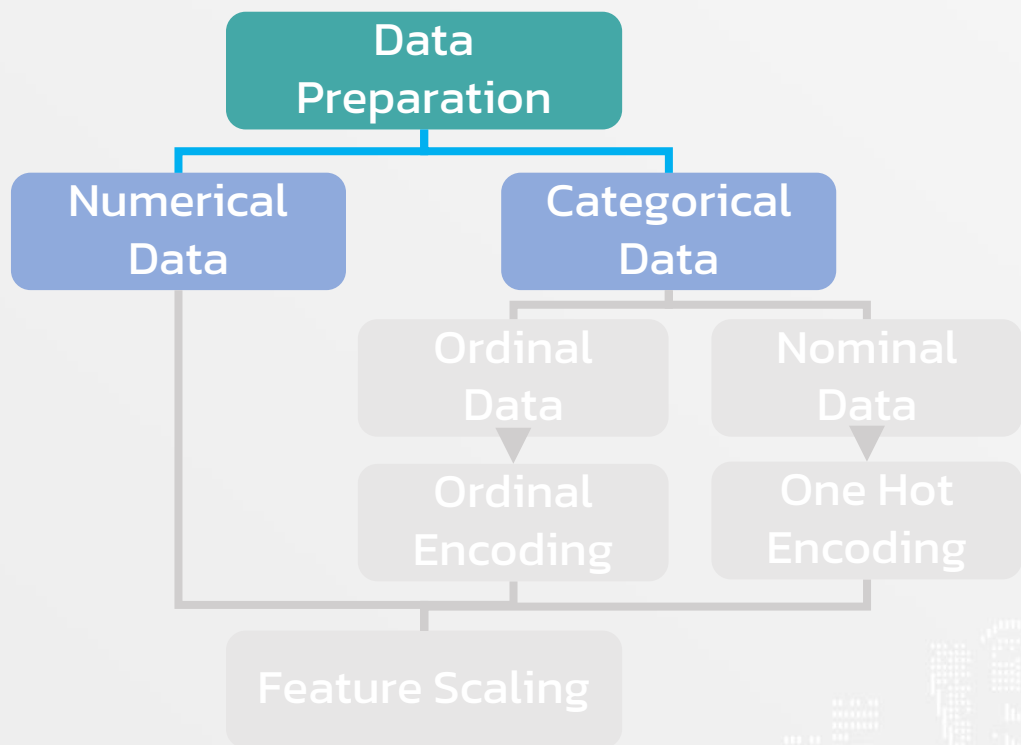 Data
Preparation
Numerical
Data
Categorical
Data
Ordinal
Data
Nominal
Data
Ordinal
Encoding
One Hot
Encoding
Feature Scaling